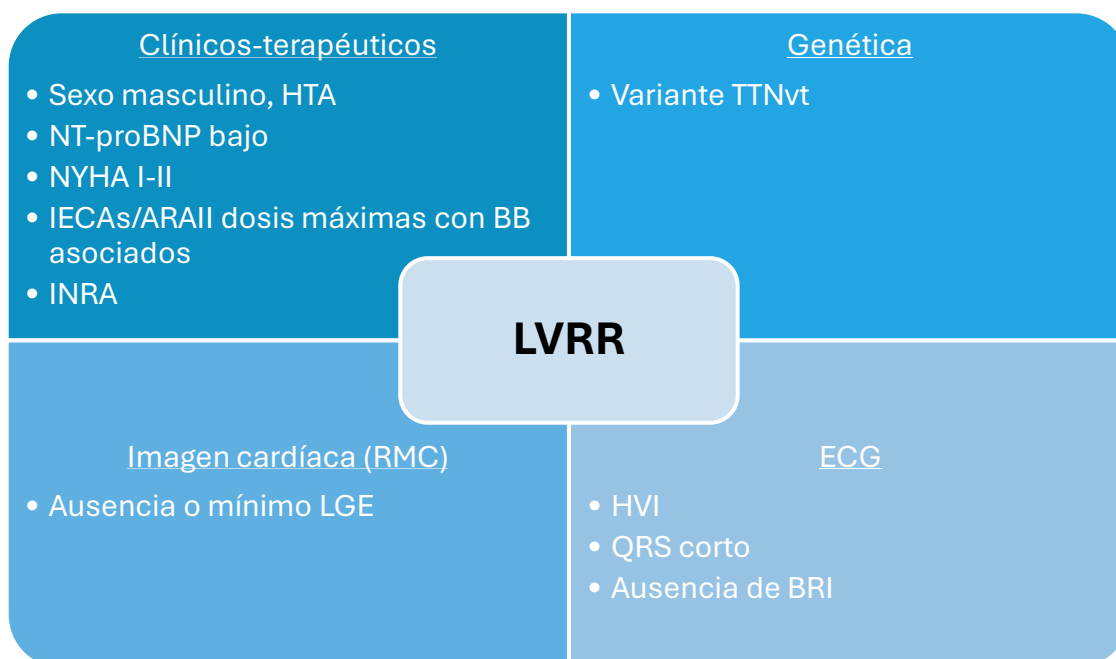 Clínicos-terapéuticos
• Sexo masculino, HTA
• NT-proBNP bajo
• NYHA I-II
• IECAs/ARAII dosis máximas con BB
asociados
• INRA
Genética
• Variante TTNvt
LVRR
Imagen cardíaca (RMC)
• Ausencia o mínimo LGE
ECG
• HVI
• QRS corto
• Ausencia de BRI